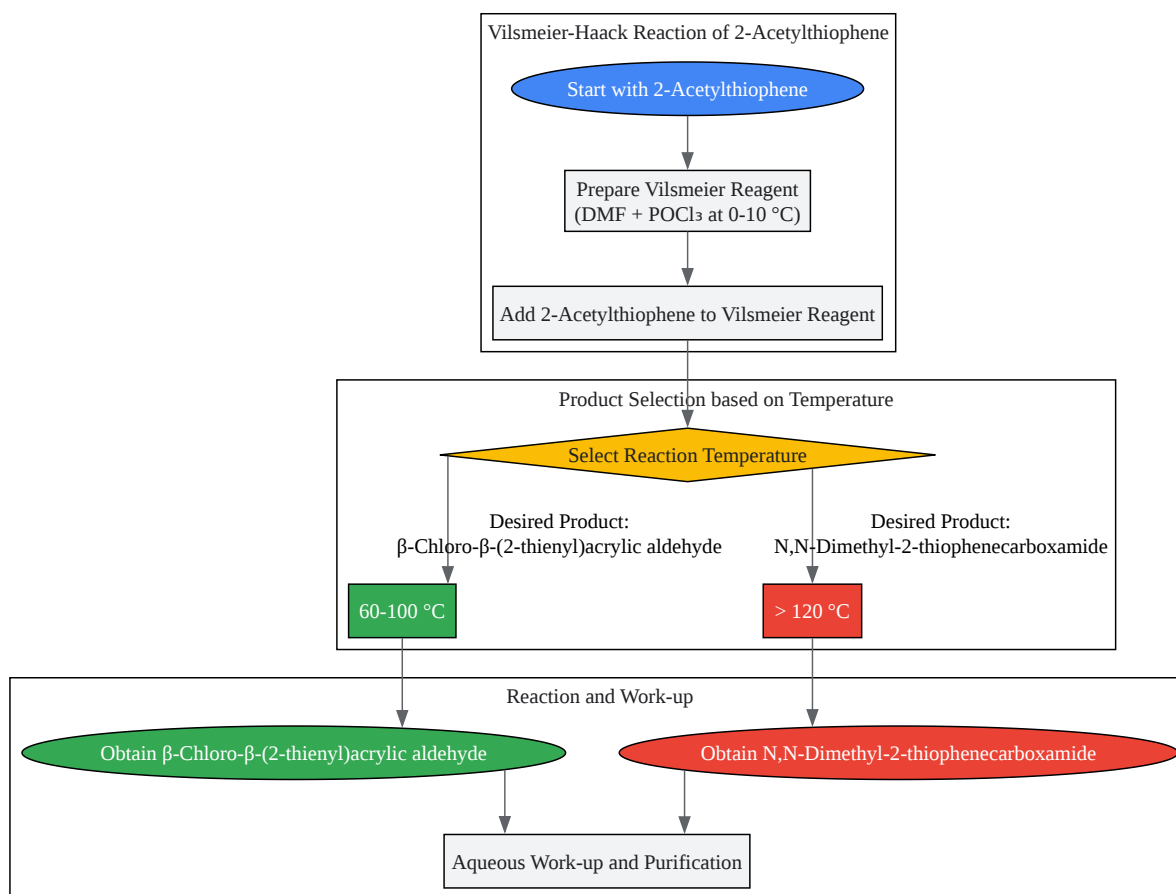 Vilsmeier-Haack Reaction of 2-Acetylthiophene
Start with 2-Acetylthiophene
Prepare Vilsmeier Reagent
(DMF + POCl₃ at 0-10 °C)
Add 2-Acetylthiophene to Vilsmeier Reagent
Product Selection based on Temperature
Select Reaction Temperature
Desired Product:
β-Chloro-β-(2-thienyl)acrylic aldehyde
Desired Product:
N,N-Dimethyl-2-thiophenecarboxamide
60-100 °C
> 120 °C
Reaction and Work-up
Obtain β-Chloro-β-(2-thienyl)acrylic aldehyde
Obtain N,N-Dimethyl-2-thiophenecarboxamide
Aqueous Work-up and Purification